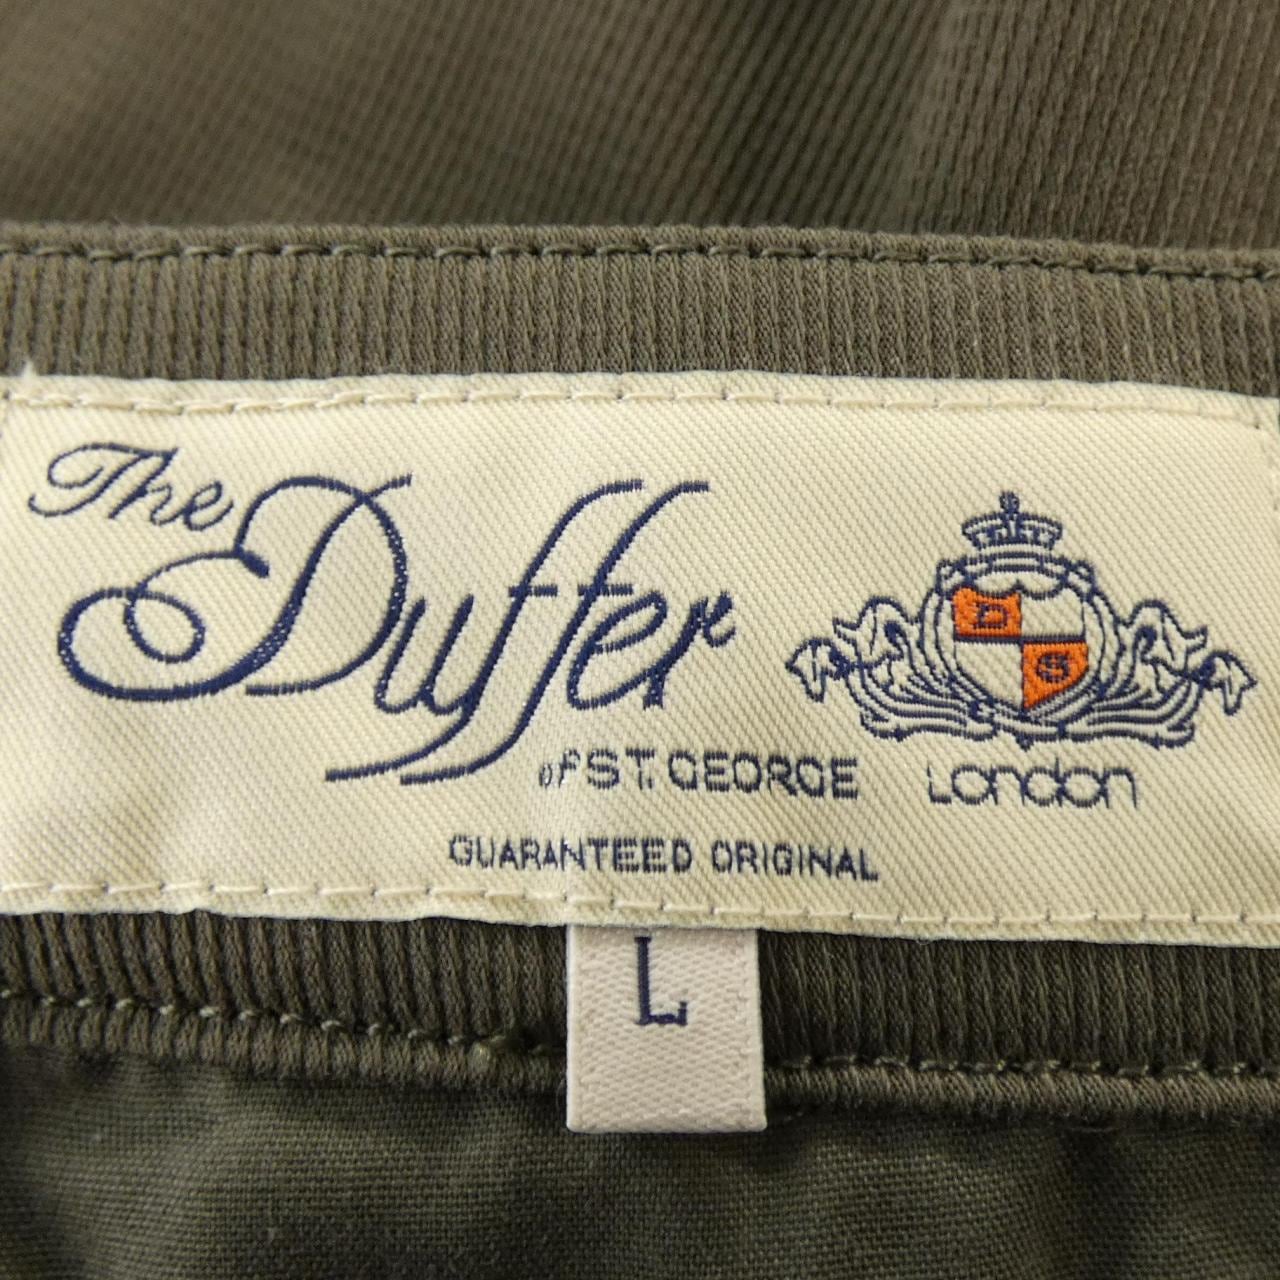 The Duffer
D
S
of ST. GEORGE London
GUARANTEED ORIGINAL
L